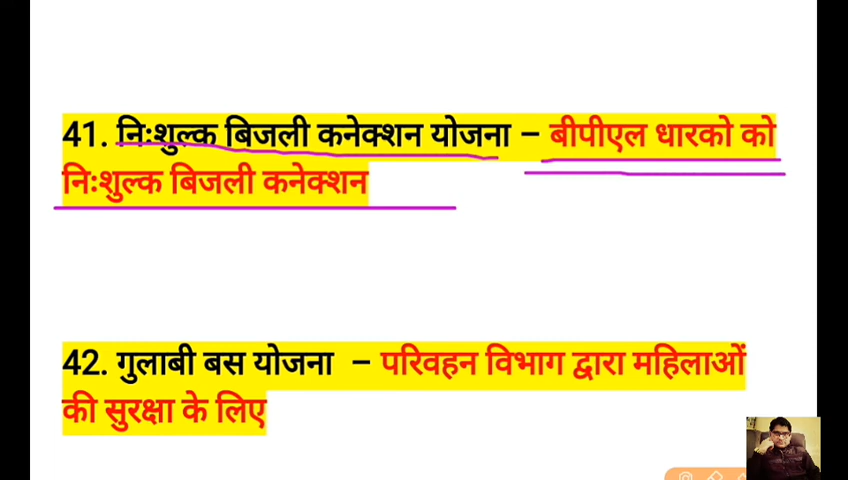 41. निःशुल्क बिजली कनेक्शन योजना – बीपीएल धारको को
निःशुल्क बिजली कनेक्शन
42. गुलाबी बस योजना – परिवहन विभाग द्वारा महिलाओं
की सुरक्षा के लिए